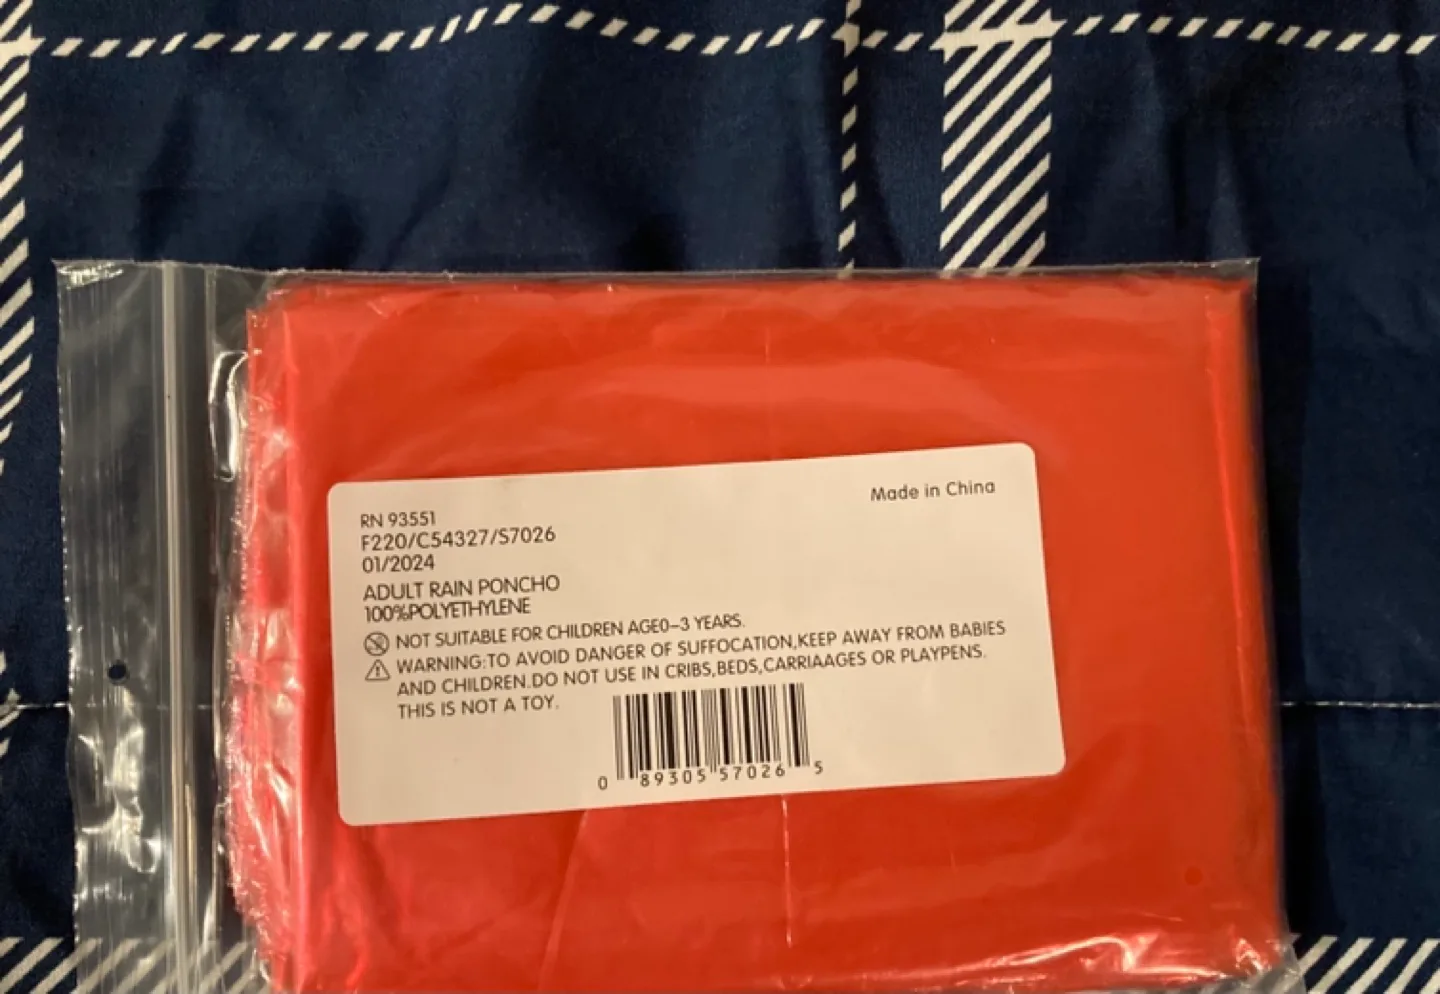 Made in China
RN 93551
F220/C54327/S7026
01/2024
ADULT RAIN PONCHO
100%POLYETHYLENE
NOT SUITABLE FOR CHILDREN AGE0-3 YEARS.
WARNING:TO AVOID DANGER OF SUFFOCATION,KEEP AWAY FROM BABIES
AND CHILDREN.DO NOT USE IN CRIBS,BEDS,CARRIAAGES OR PLAYPENS.
THIS IS NOT A TOY.
0 89305 57026 5